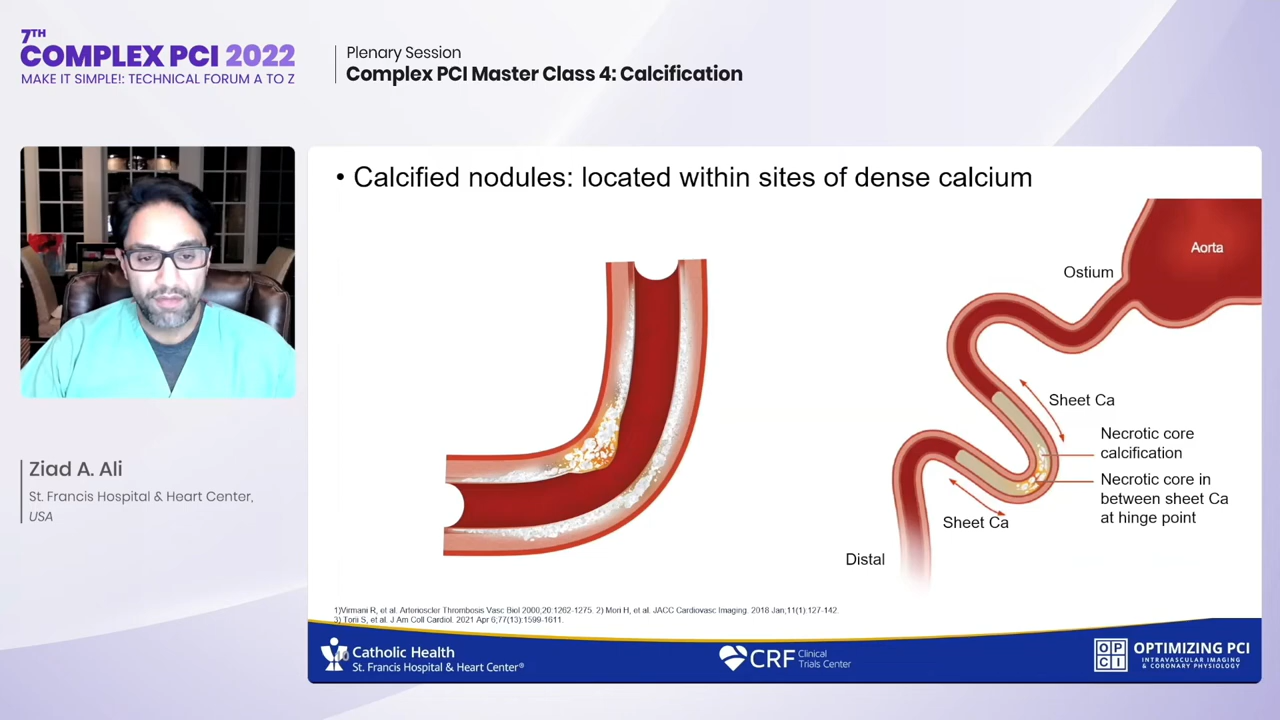 7TH
COMPLEX PCI 2022
MAKE IT SIMPLE!: TECHNICAL FORUM A TO Z
Plenary Session
Complex PCI Master Class 4: Calcification
Ziad A. Ali
St. Francis Hospital & Heart Center,
USA
• Calcified nodules: located within sites of dense calcium
Aorta
Ostium
Sheet Ca
Necrotic core
calcification
Necrotic core in
between sheet Ca
at hinge point
Sheet Ca
Distal
1)Virmani R, et al. Arterioscler Thrombosis Vasc Biol 2000;20:1262-1275. 2) Mori H, et al. JACC Cardiovasc Imaging. 2018 Jan;11(1):127-142.
3) Torii S, et al. J Am Coll Cardiol. 2021 Apr 6;77(13):1599-1611.
10
Catholic Health
St. Francis Hospital & Heart Center®
CRF Clinical
Trials Center
OP
CI
OPTIMIZING PCI
INTRAVASCULAR IMAGING
& CORONARY PHYSIOLOGY